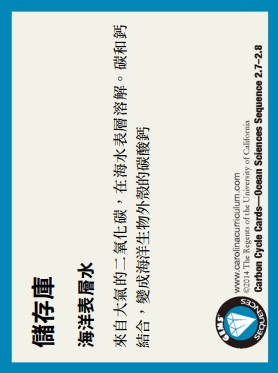 儲存庫
海洋表層水
來自大氣的二氧化碳，在海水表層溶解。碳和鈣
結合，變成海洋生物外殼的碳酸鈣
GEMS
SEQUENCES
www.carolinacurriculum.com
©2014 The Regents of the University of California
Carbon Cycle Cards—Ocean Sciences Sequence 2.7–2.8